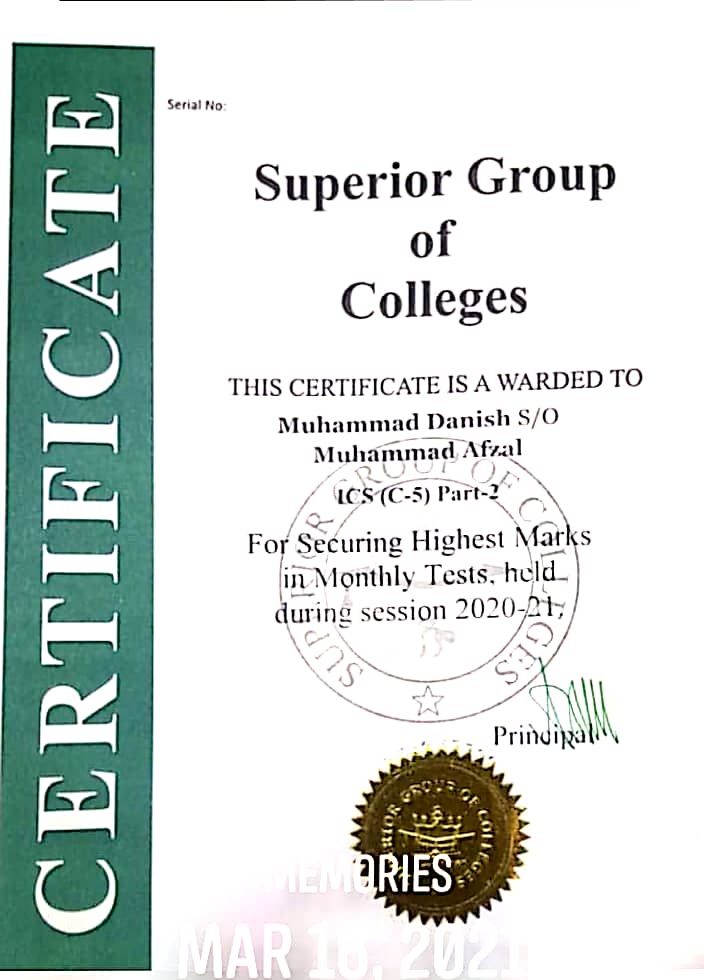 CERTIFICATE
Serial No:
Superior Group
of
Colleges
THIS CERTIFICATE IS A WARDED TO
Muhammad Danish S/O
Muhammad Afzal
ICS (C-5) Part-2
For Securing Highest Marks
in Monthly Tests, held
during session 2020-21,
SUPERIOR GROUP OF COLLEGES
Principal
SUPERIOR GROUP OF COLLEGES
MEMORIES
MAR 16, 2021